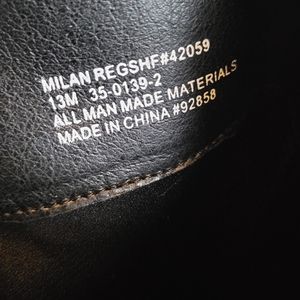 MILAN REGSHF#42059
13M 35-0139-2
ALL MAN MADE MATERIALS
MADE IN CHINA #92858